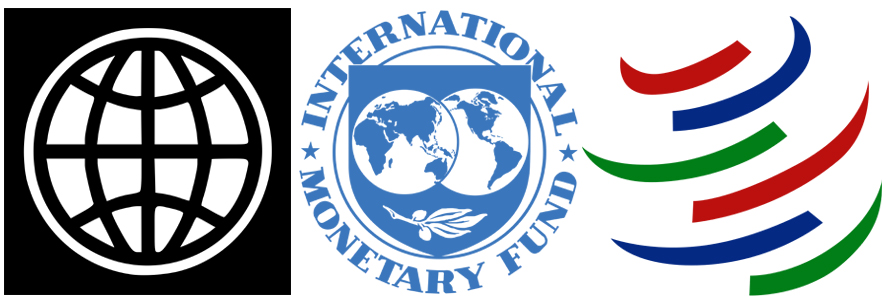 INTERNATIONAL
MONETARY FUND